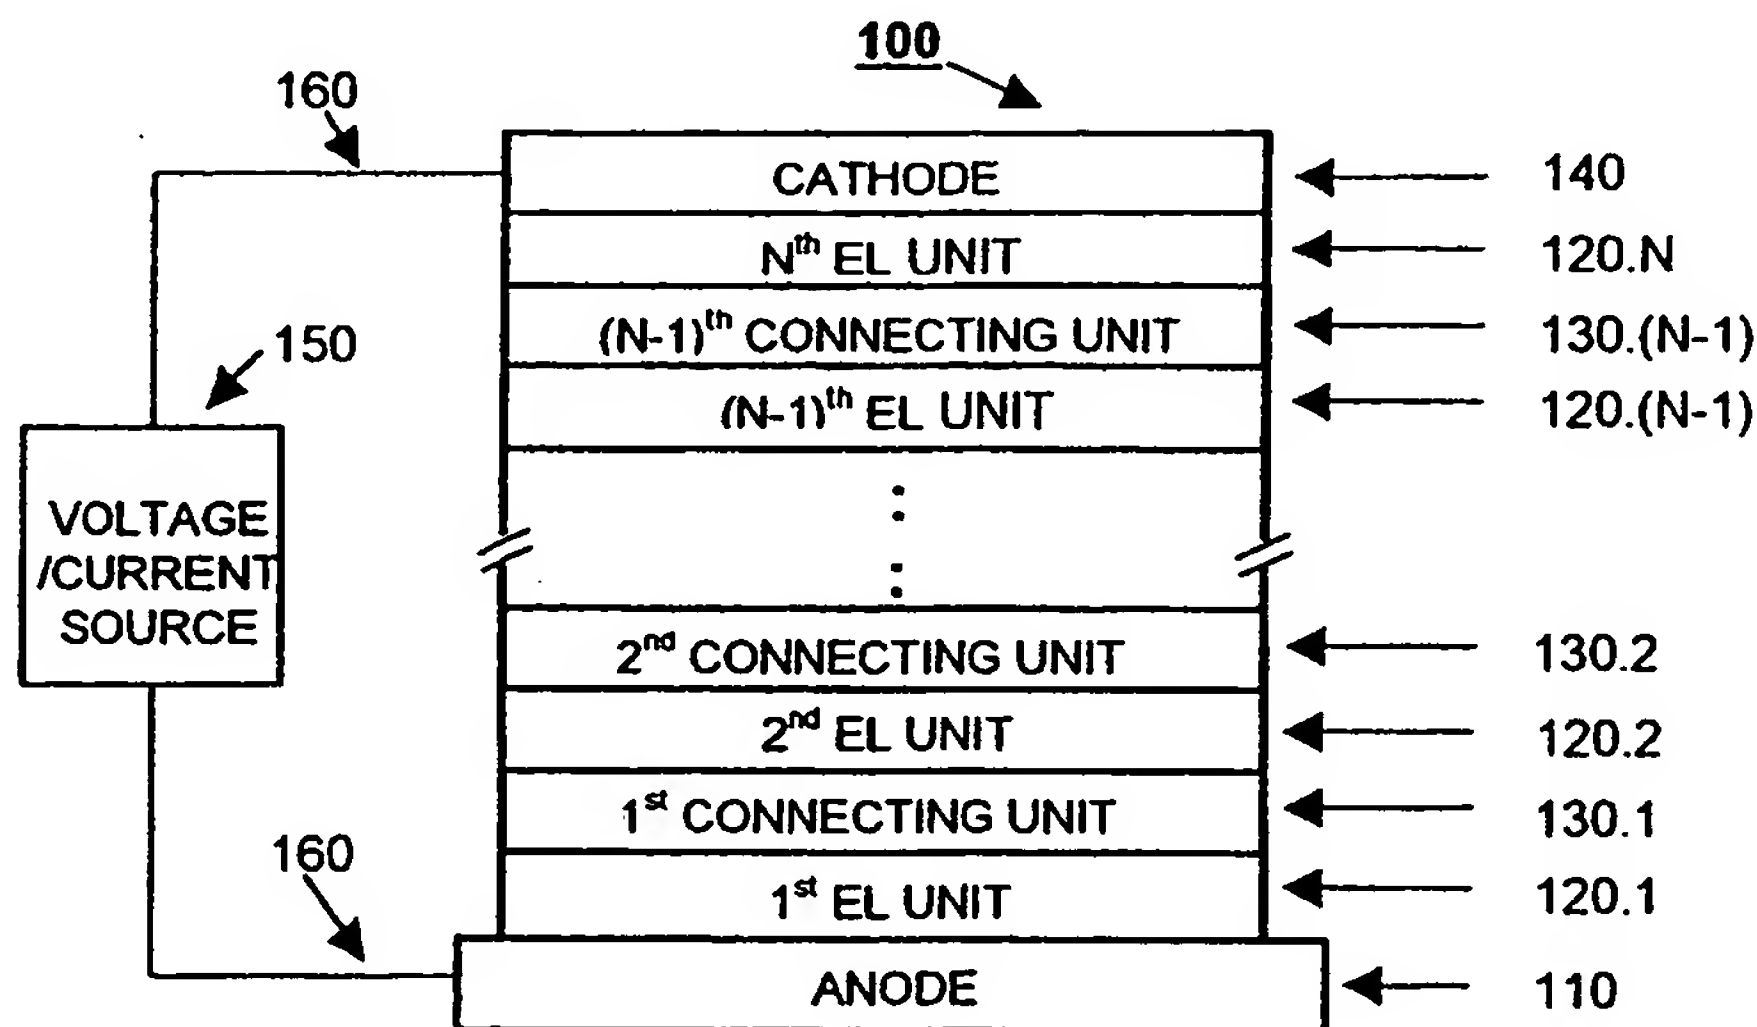 100
160
CATHODE
140
Nth EL UNIT
120.N
(N-1)th CONNECTING UNIT
130.(N-1)
150
(N-1)th EL UNIT
120.(N-1)
VOLTAGE
/CURRENT
SOURCE
2nd CONNECTING UNIT
130.2
2nd EL UNIT
120.2
1st CONNECTING UNIT
130.1
160
1st EL UNIT
120.1
ANODE
110